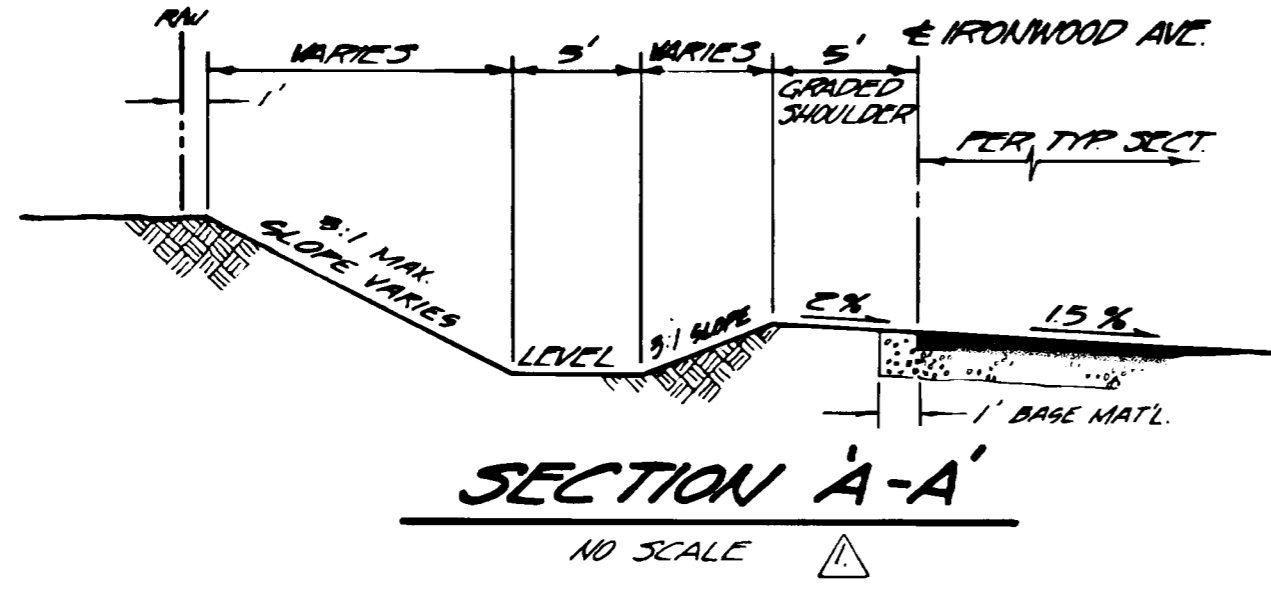 R/W
℄ IRONWOOD AVE.
VARIES
3'
VARIES
5'
GRADED
SHOULDER
1'
PER TYP. SECT.
3:1 MAX.
SLOPE VARIES
LEVEL
3:1 SLOPE
2%
1.5 %
1' BASE MAT'L.
SECTION 'A-A'
NO SCALE
1.